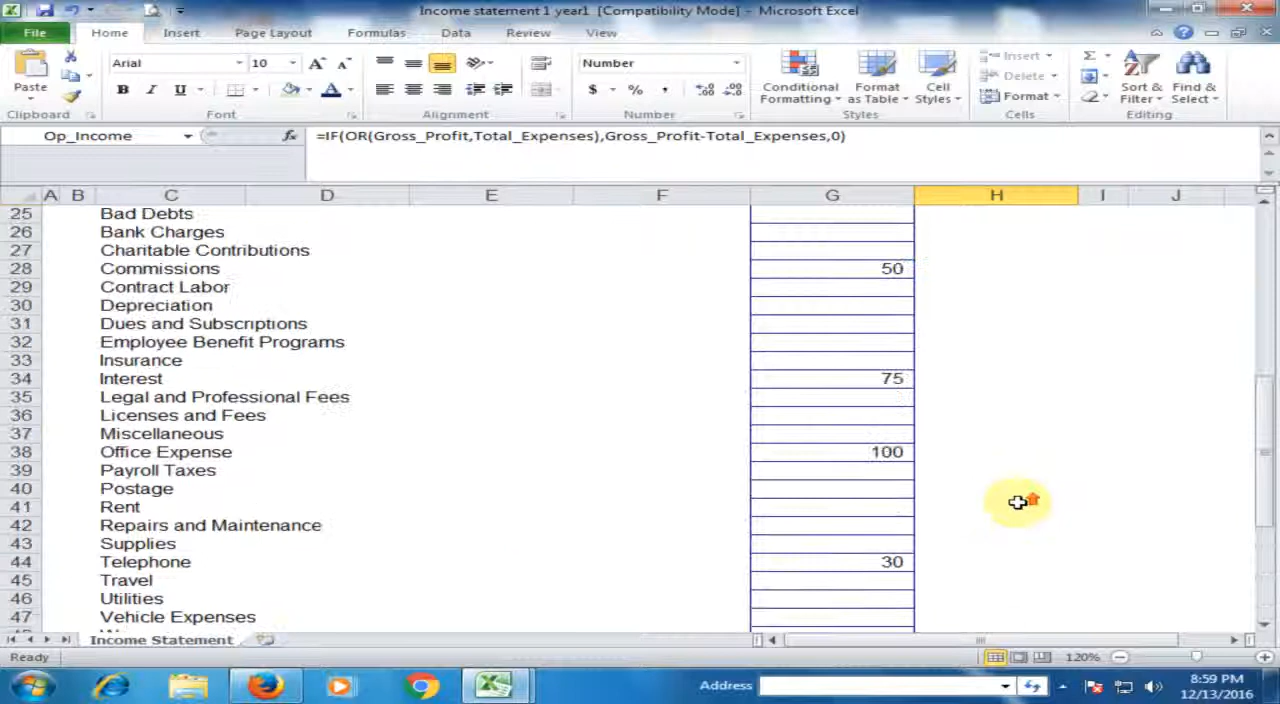 Income statement 1 year1 [Compatibility Mode] - Microsoft Excel
File Home Insert Page Layout Formulas Data Review View
Paste
Clipboard
Arial 10
B I U
Font
Alignment
Number
$ %
Number
Conditional Formatting
Format as Table
Cell Styles
Styles
Insert
Delete
Format
Cells
Sort & Filter
Find & Select
Editing
Op_Income fx =IF(OR(Gross_Profit,Total_Expenses),Gross_Profit-Total_Expenses,0)
A B C D E F G H I J
25 Bad Debts
26 Bank Charges
27 Charitable Contributions
28 Commissions 50
29 Contract Labor
30 Depreciation
31 Dues and Subscriptions
32 Employee Benefit Programs
33 Insurance
34 Interest 75
35 Legal and Professional Fees
36 Licenses and Fees
37 Miscellaneous
38 Office Expense 100
39 Payroll Taxes
40 Postage
41 Rent
42 Repairs and Maintenance
43 Supplies
44 Telephone 30
45 Travel
46 Utilities
47 Vehicle Expenses
Income Statement
Ready 120%
Address
8:59 PM
12/13/2016